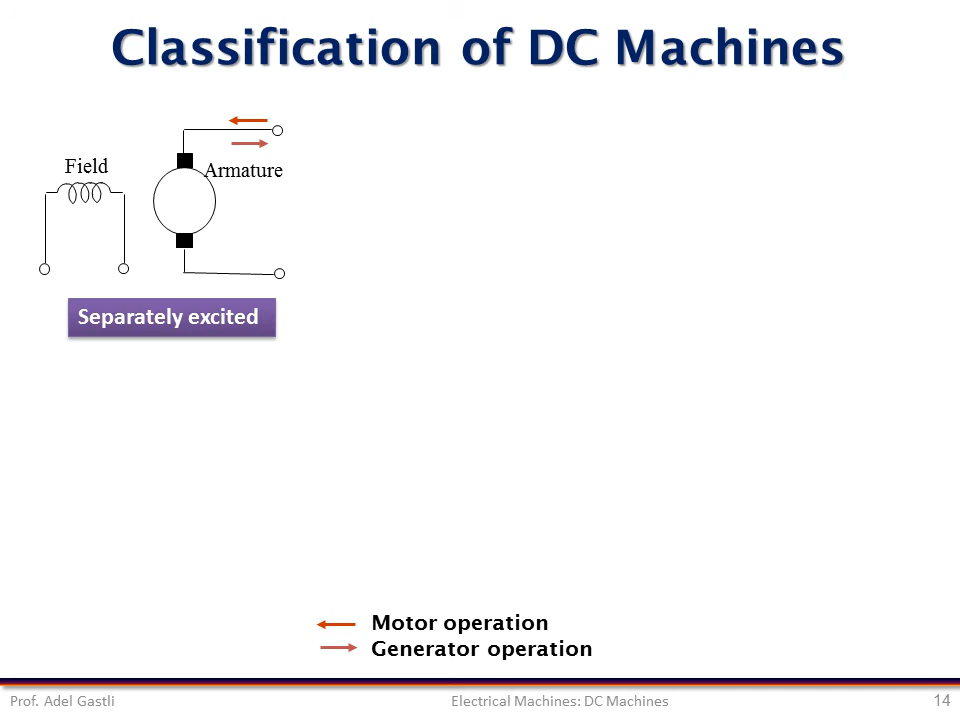 Classification of DC Machines
Field
Armature
Separately excited
Motor operation
Generator operation
Prof. Adel Gastli
Electrical Machines: DC Machines
14